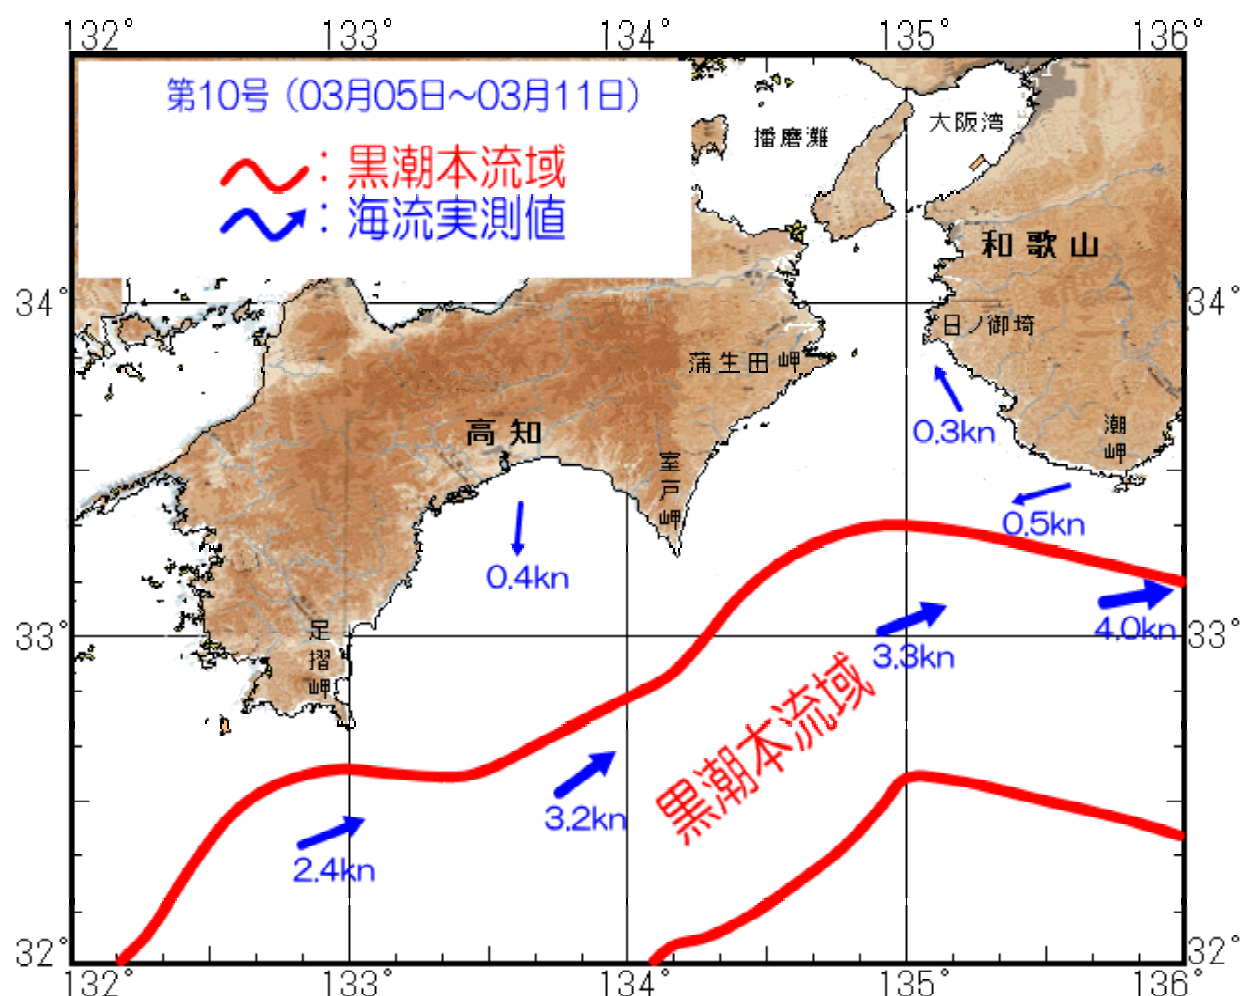 132° 133° 134° 135° 136°
第10号（03月05日～03月11日）
：黒潮本流域
：海流実測値
播磨灘
大阪湾
和歌山
34° 34°
日ノ御埼
蒲生田岬
高知
潮岬
0.3kn
室戸岬
0.5kn
0.4kn
4.0kn
足摺岬
33° 33°
3.3kn
黒潮本流域
3.2kn
2.4kn
32° 32°
132° 133° 134° 135° 136°